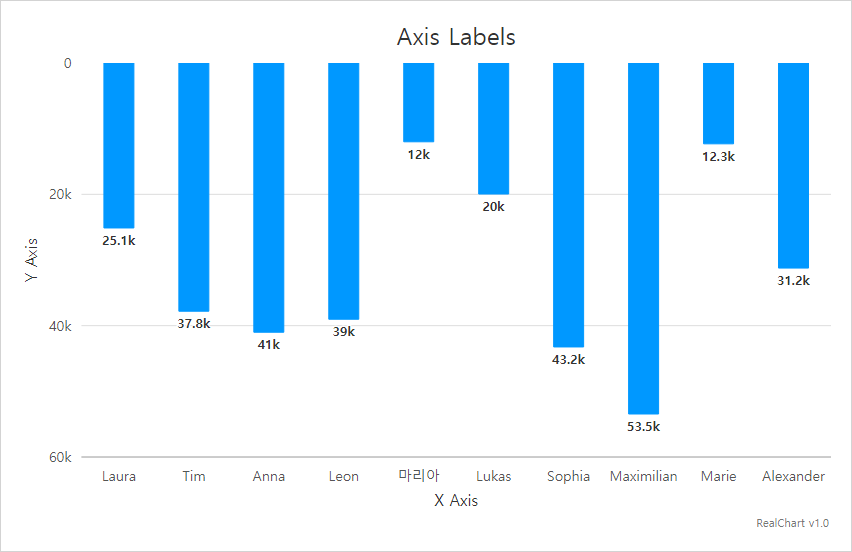 Axis Labels
0
20k
40k
60k
Y Axis
25.1k
37.8k
41k
39k
12k
20k
43.2k
53.5k
12.3k
31.2k
Laura Tim Anna Leon 마리아 Lukas Sophia Maximilian Marie Alexander
X Axis
RealChart v1.0